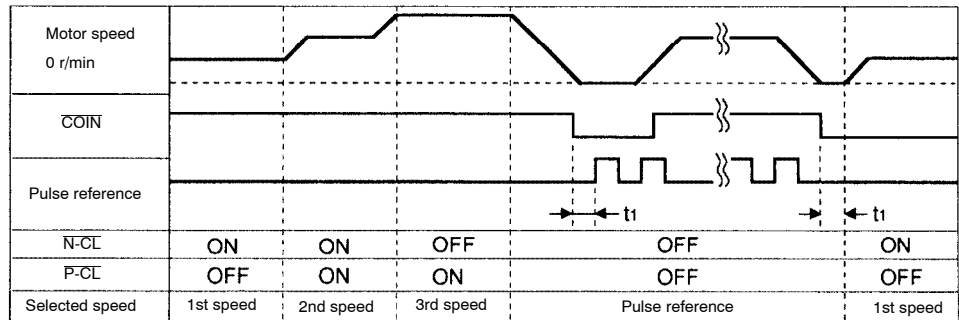 Motor speed
0 r/min
COIN
Pulse reference
t1
t1
N-CL ON ON OFF OFF ON
P-CL OFF ON ON OFF OFF
Selected speed 1st speed 2nd speed 3rd speed Pulse reference 1st speed